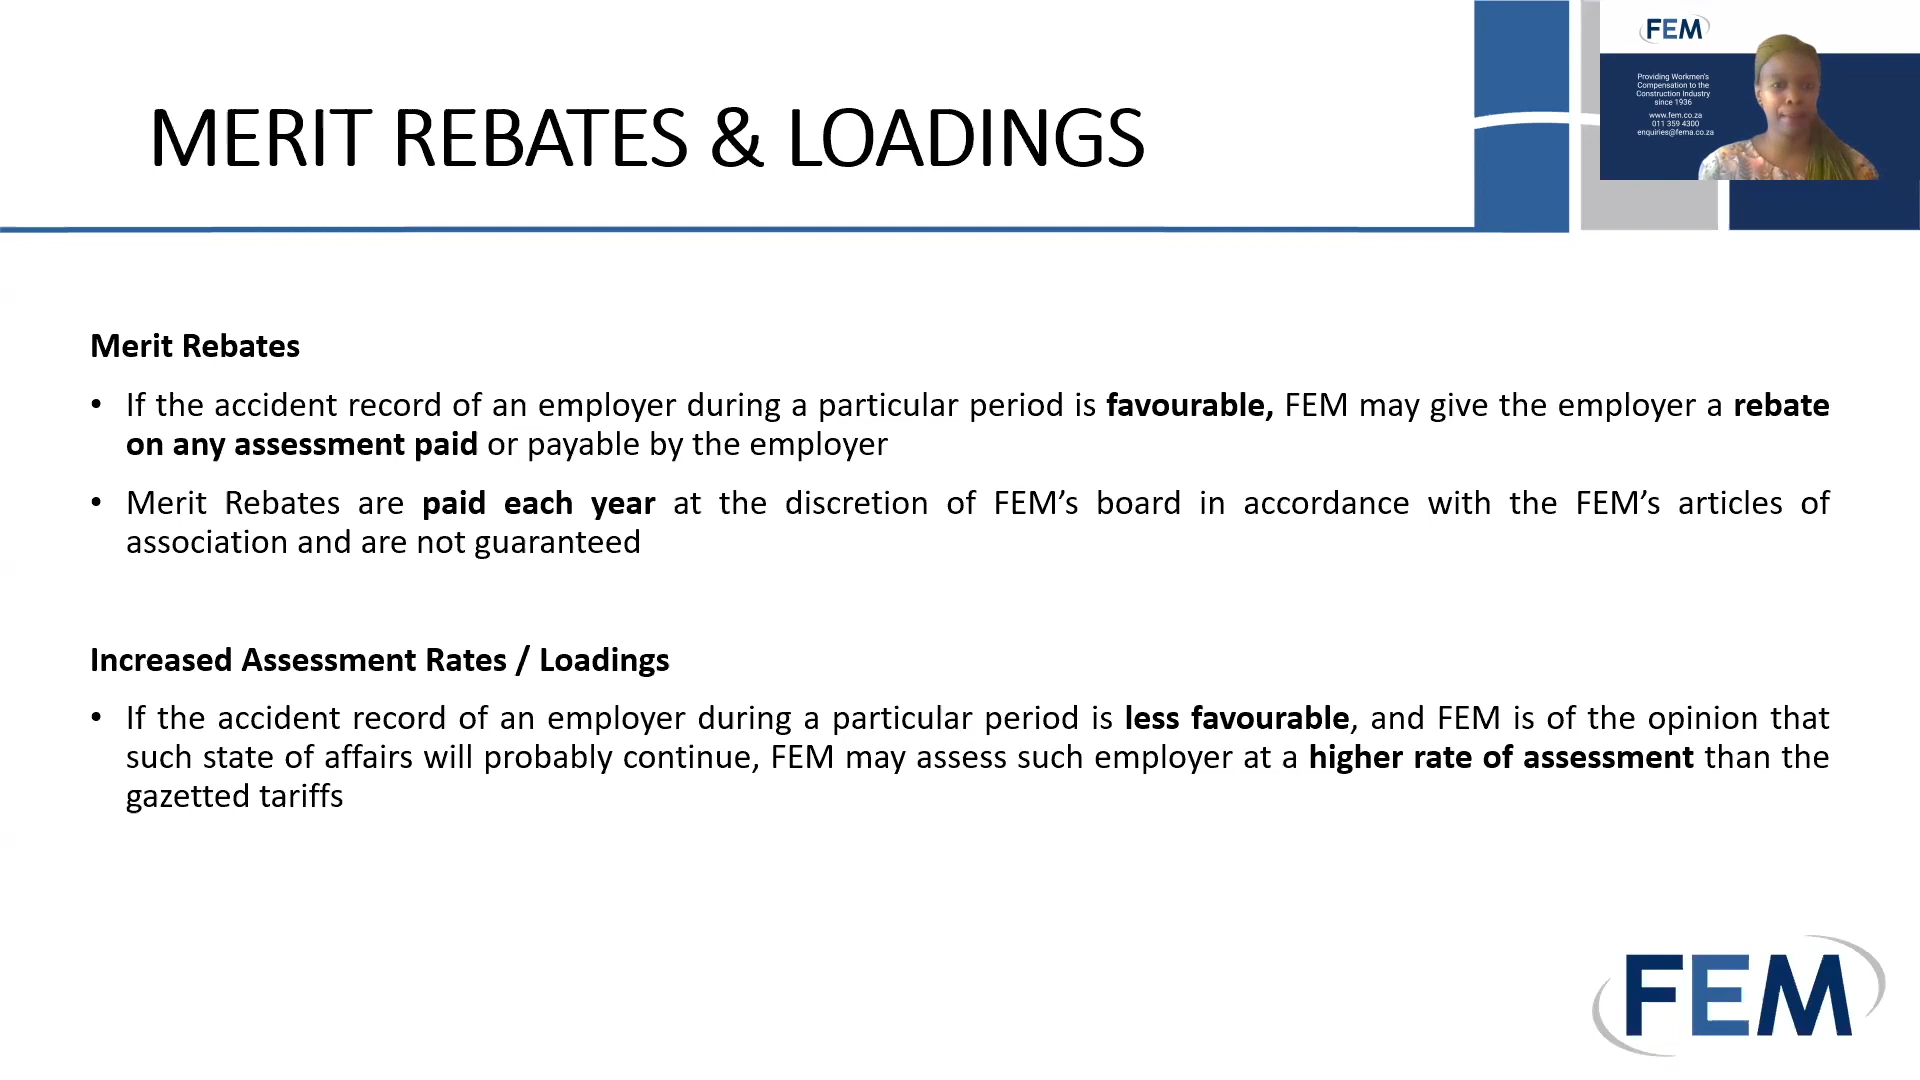 MERIT REBATES & LOADINGS
FEM
Providing Workmen's
Compensation to the
Construction Industry
since 1936
www.fem.co.za
011 359 4300
enquiries@fema.co.za
Merit Rebates
• If the accident record of an employer during a particular period is favourable, FEM may give the employer a rebate
on any assessment paid or payable by the employer
• Merit Rebates are paid each year at the discretion of FEM’s board in accordance with the FEM’s articles of
association and are not guaranteed
Increased Assessment Rates / Loadings
• If the accident record of an employer during a particular period is less favourable, and FEM is of the opinion that
such state of affairs will probably continue, FEM may assess such employer at a higher rate of assessment than the
gazetted tariffs
FEM